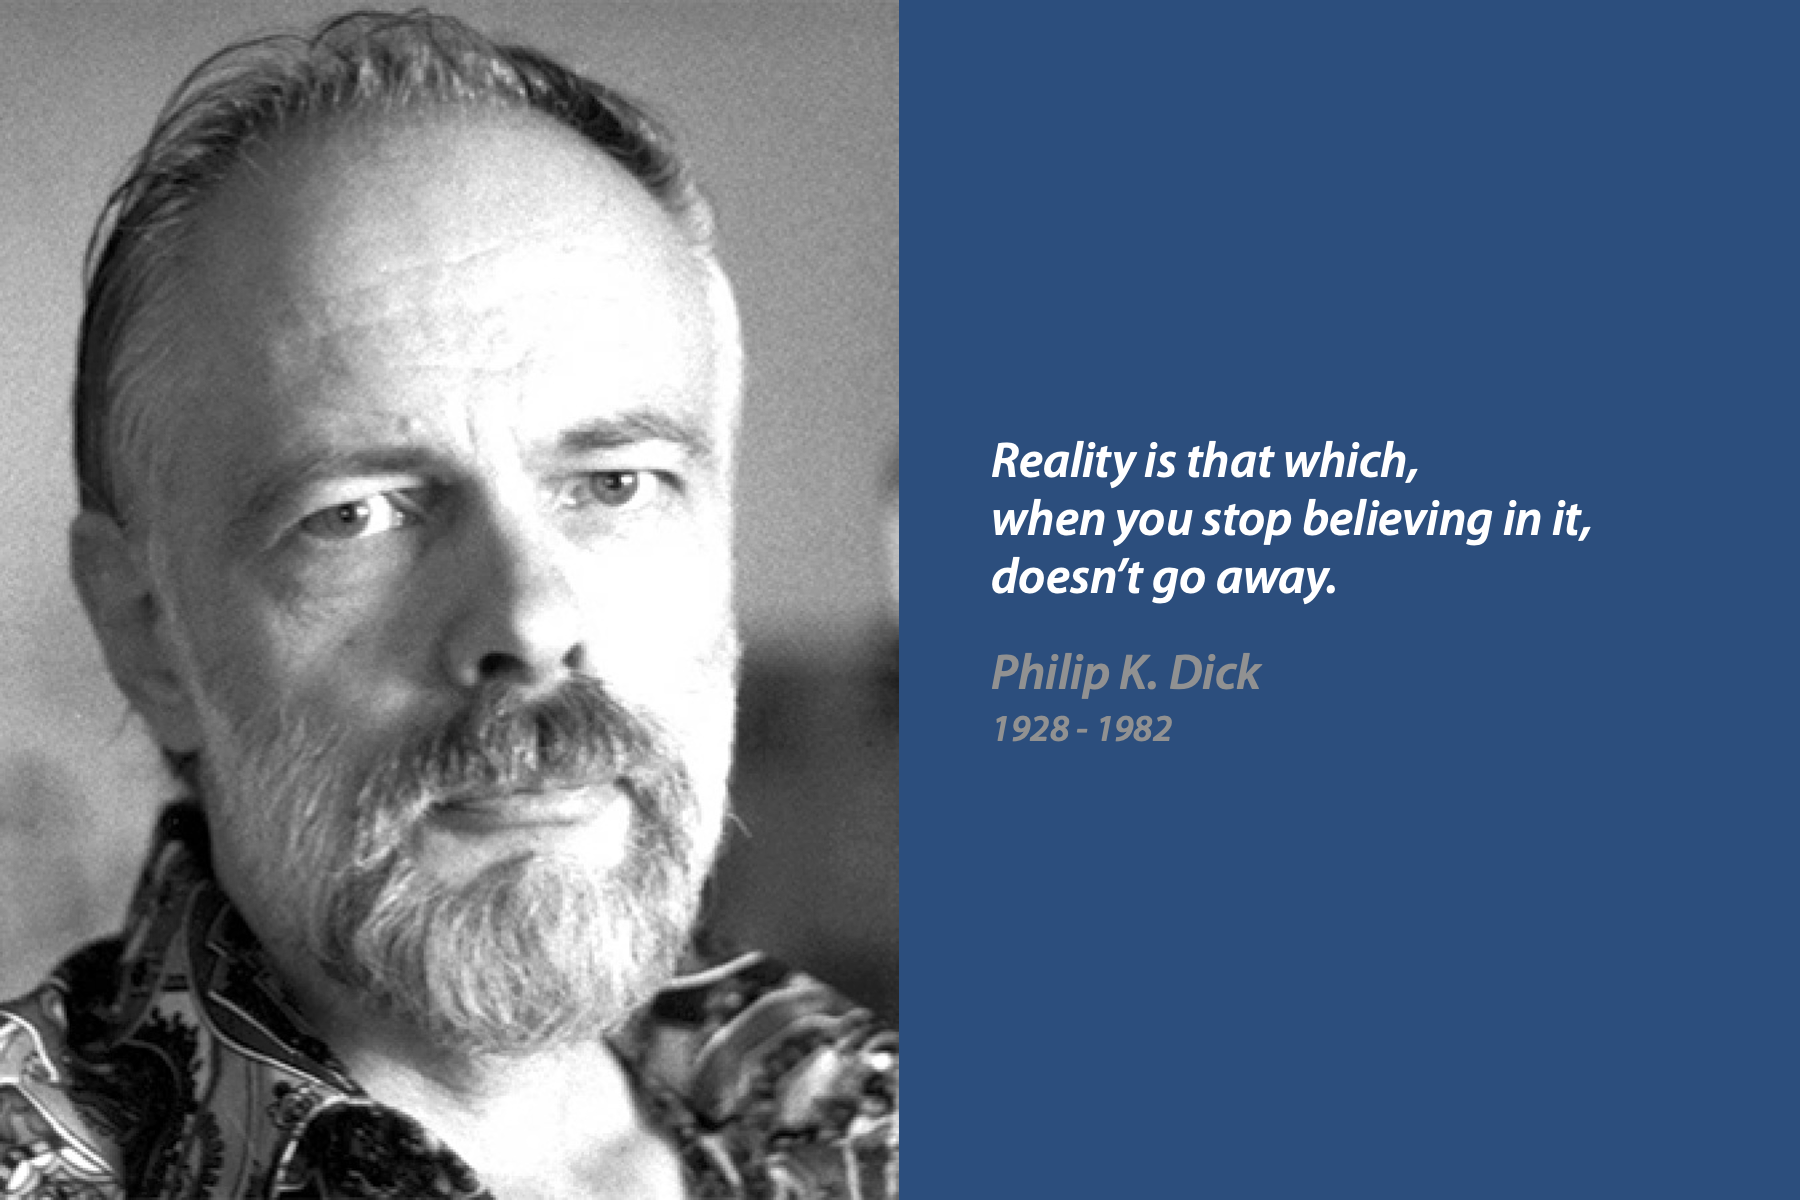 Reality is that which,
when you stop believing in it,
doesn’t go away.
Philip K. Dick
1928 - 1982